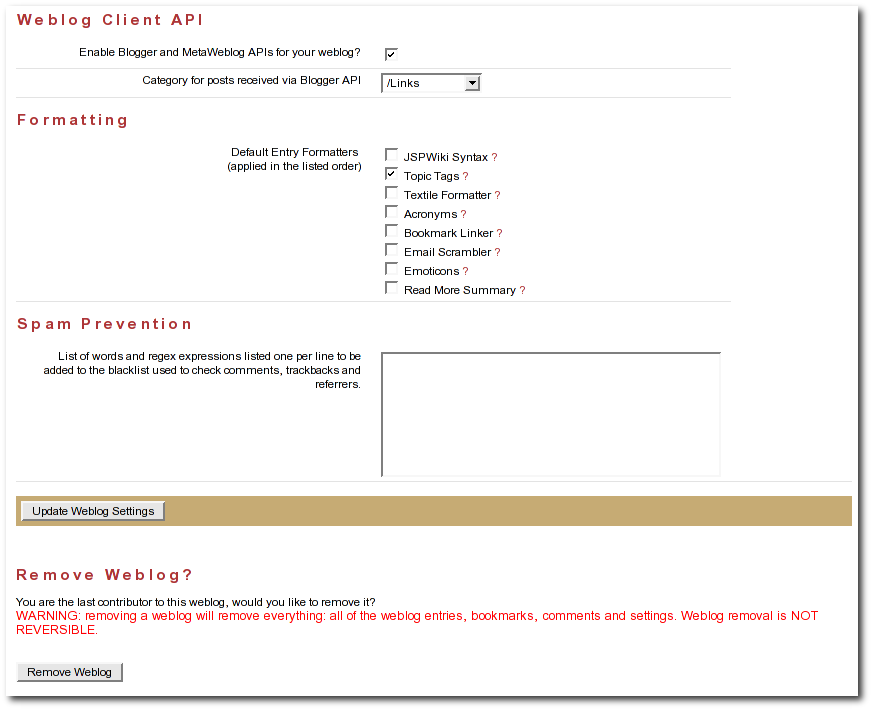 Weblog Client API
Enable Blogger and MetaWeblog APIs for your weblog?
Category for posts received via Blogger API
/Links
Formatting
Default Entry Formatters
(applied in the listed order)
JSPWiki Syntax ?
Topic Tags ?
Textile Formatter ?
Acronyms ?
Bookmark Linker ?
Email Scrambler ?
Emoticons ?
Read More Summary ?
Spam Prevention
List of words and regex expressions listed one per line to be
added to the blacklist used to check comments, trackbacks and
referrers.
Update Weblog Settings
Remove Weblog?
You are the last contributor to this weblog, would you like to remove it?
WARNING: removing a weblog will remove everything: all of the weblog entries, bookmarks, comments and settings. Weblog removal is NOT
REVERSIBLE.
Remove Weblog